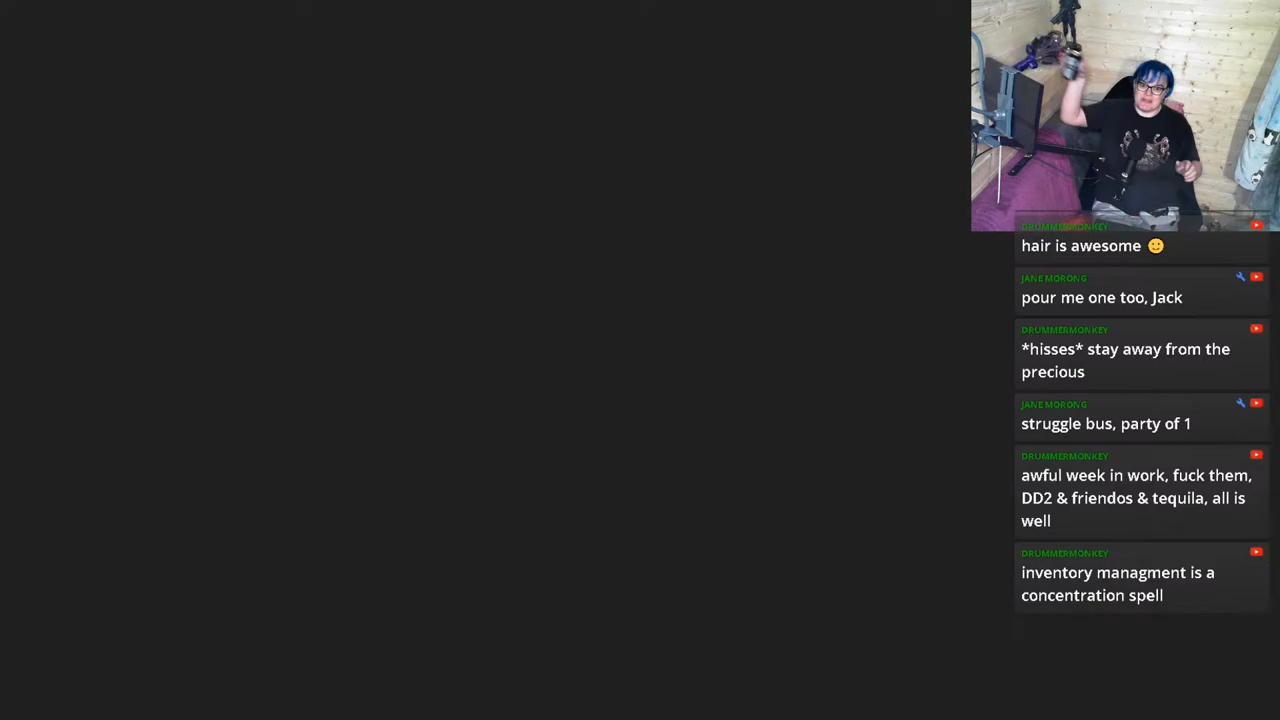 DRUMMERMONKEY
hair is awesome 🙂
JANE MORONG
pour me one too, Jack
DRUMMERMONKEY
*hisses* stay away from the
precious
JANE MORONG
struggle bus, party of 1
DRUMMERMONKEY
awful week in work, fuck them,
DD2 & friendos & tequila, all is
well
DRUMMERMONKEY
inventory managment is a
concentration spell